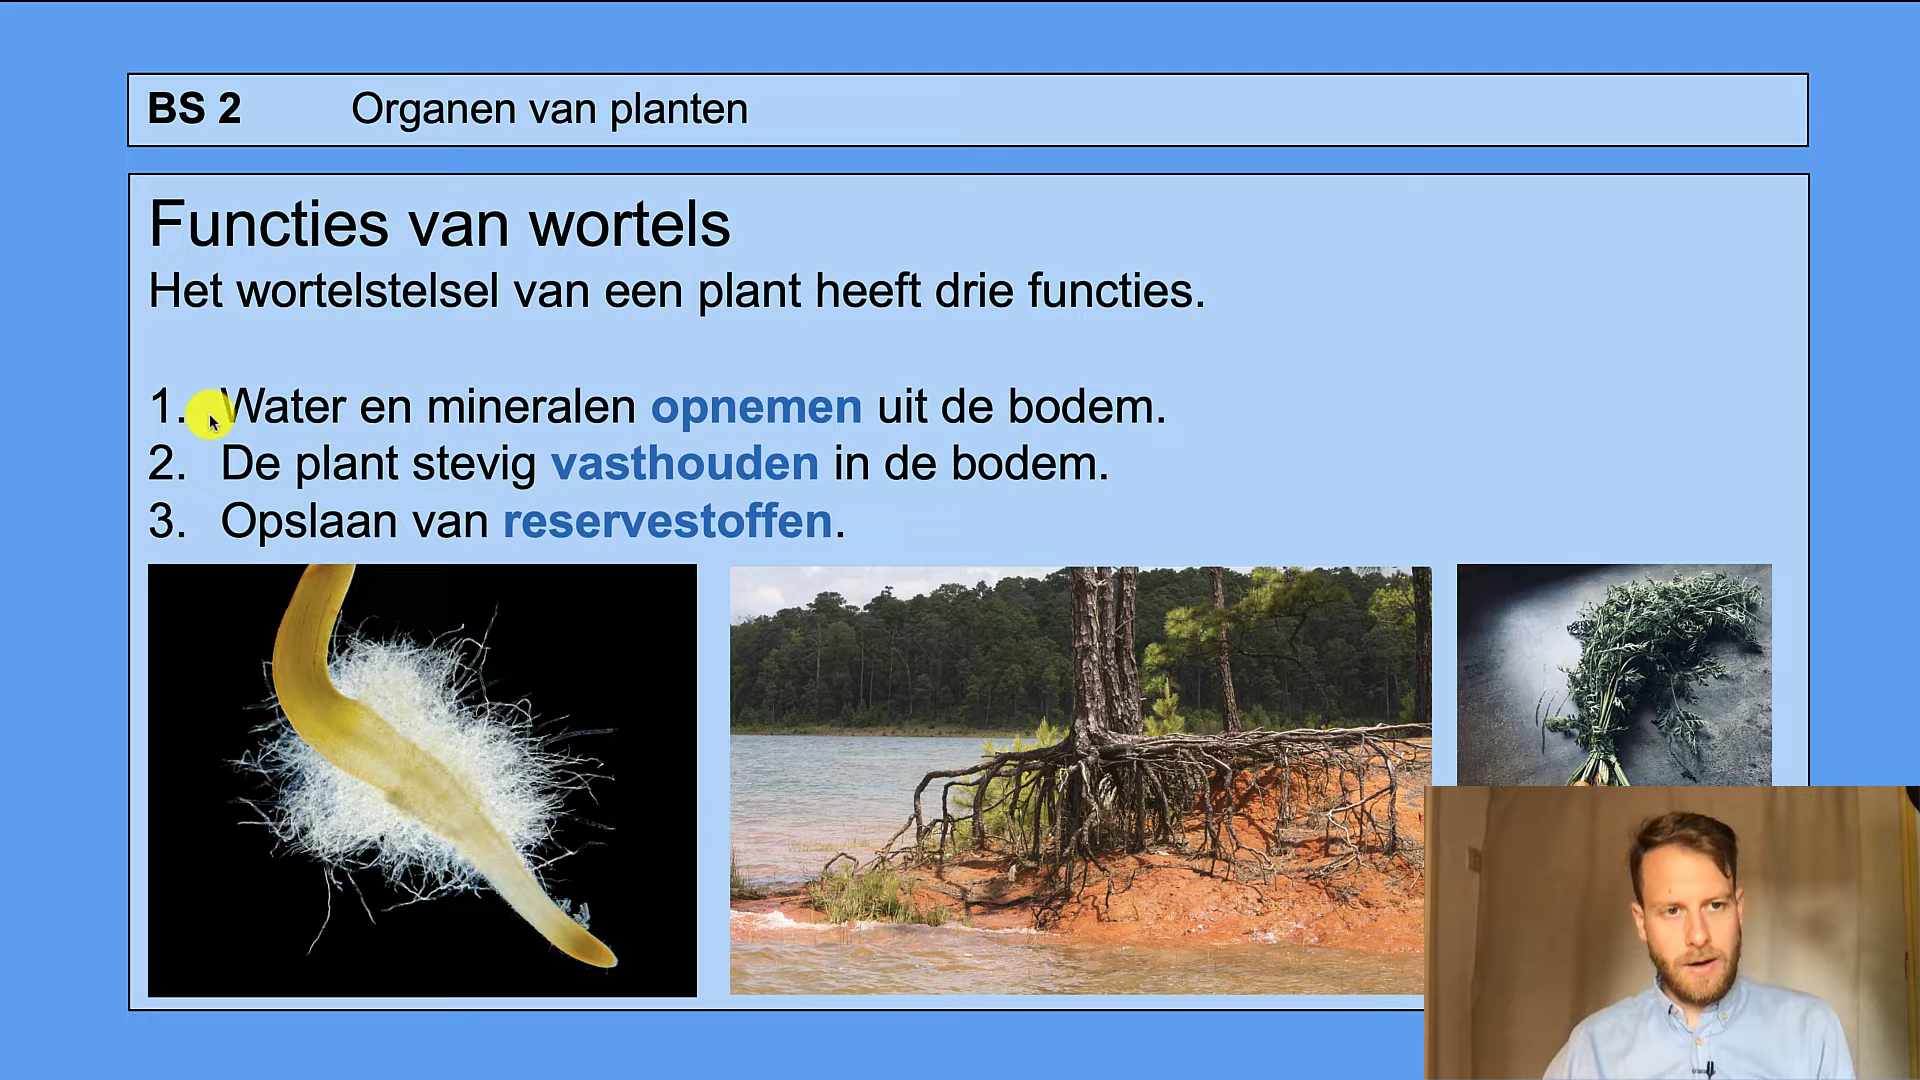 BS 2 Organen van planten
Functies van wortels
Het wortelstelsel van een plant heeft drie functies.
1. Water en mineralen opnemen uit de bodem.
2. De plant stevig vasthouden in de bodem.
3. Opslaan van reservestoffen.